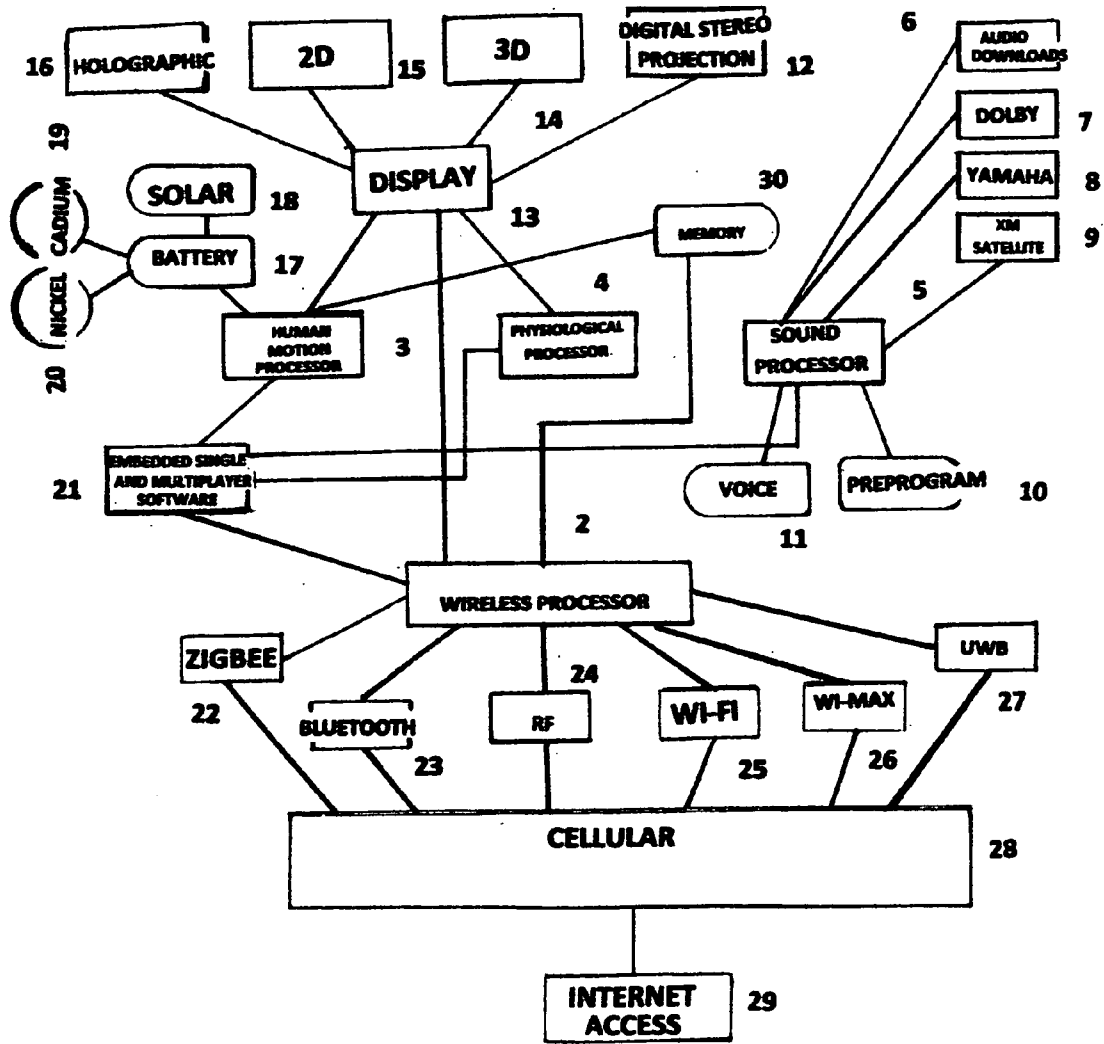 6
16
HOLOGRAPHIC
2D
15
3D
DIGITAL STEREO
PROJECTION
12
AUDIO
DOWNLOADS
DOLBY
7
14
19
SOLAR
18
DISPLAY
30
YAMAHA
8
CADIUM
13
MEMORY
XM
SATELLITE
9
BATTERY
17
NICKEL
20
4
5
HUMAN
MOTION
PROCESSOR
3
PHYSIOLOGICAL
PROCESSOR
SOUND
PROCESSOR
21
EMBEDDED SINGLE
AND MULTIPLAYER
SOFTWARE
VOICE
11
PREPROGRAM
10
2
WIRELESS PROCESSOR
ZIGBEE
22
BLUETOOTH
23
24
RF
WI-FI
25
WI-MAX
26
UWB
27
CELLULAR
28
INTERNET
ACCESS
29